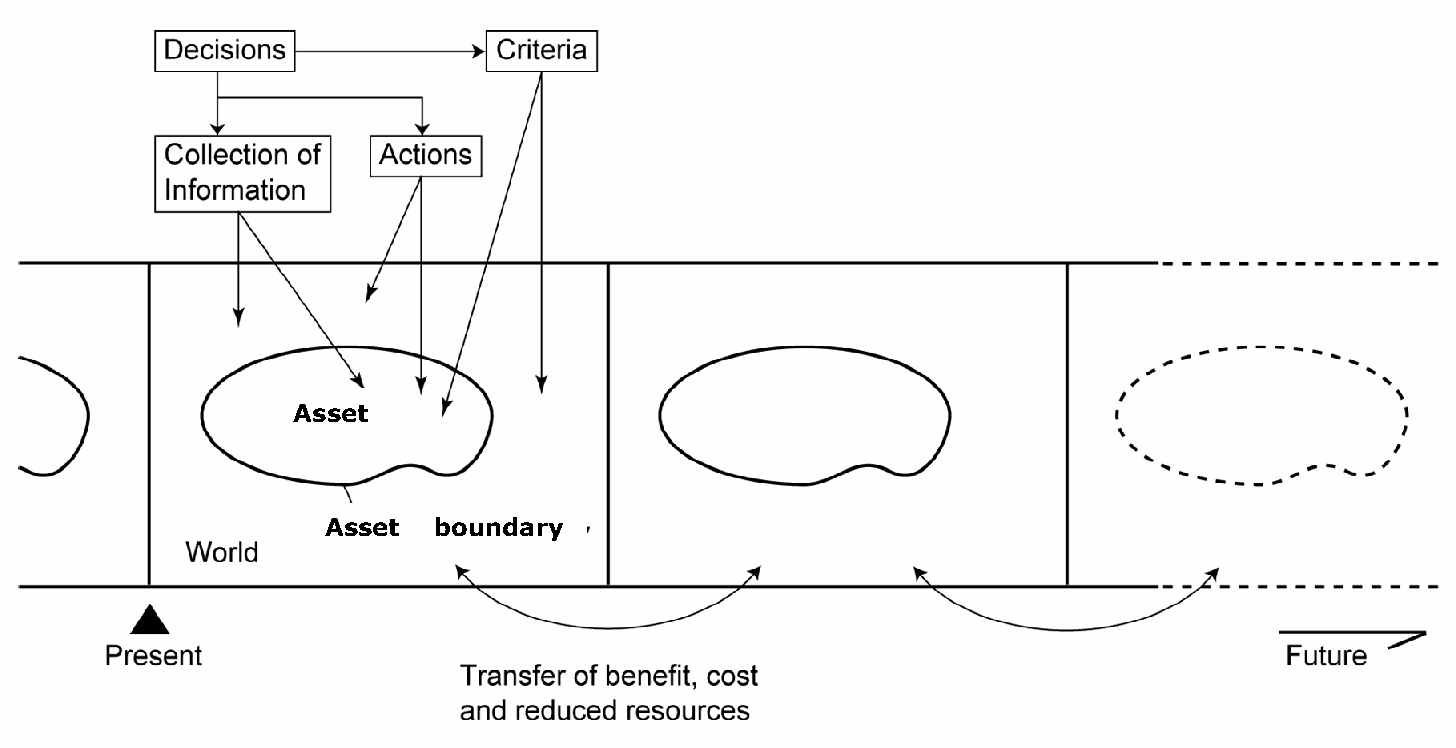 Decisions
Criteria
Collection of
Information
Actions
Asset
Asset boundary ,
World
Present
Future
Transfer of benefit, cost
and reduced resources